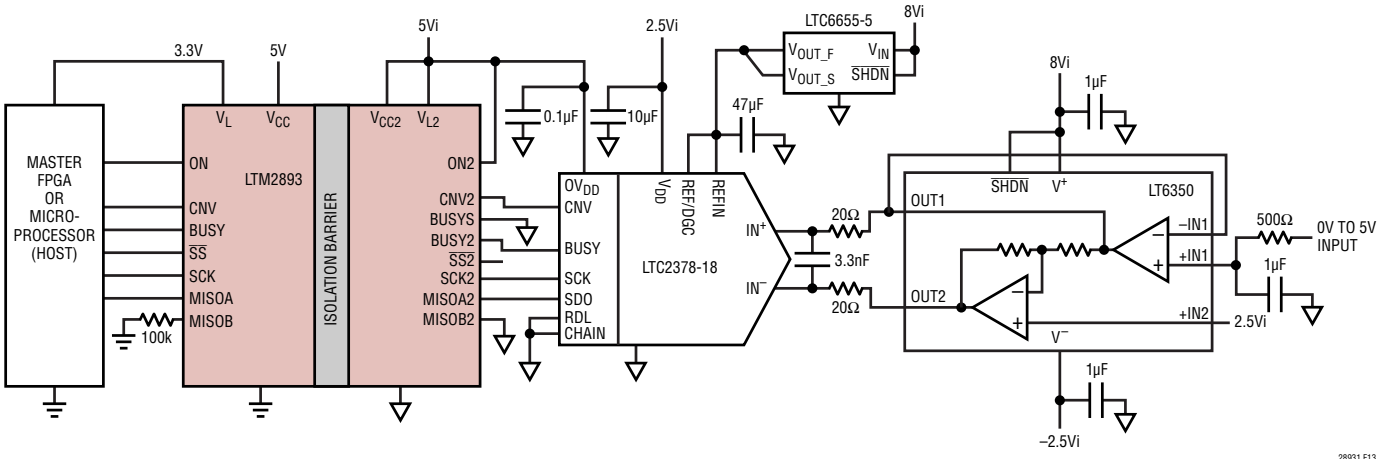 3.3V
5V
5Vi
2.5Vi
LTC6655-5
8Vi
V_OUT_F
V_IN
V_OUT_S
SHDN
8Vi
1µF
0.1µF
10µF
47µF
MASTER
FPGA
OR
MICRO-
PROCESSOR
(HOST)
V_L
V_CC
V_CC2
V_L2
LTM2893
ISOLATION BARRIER
ON
CNV
BUSY
SS
SCK
MISOA
MISOB
100k
ON2
CNV2
BUSYS
BUSY2
SS2
SCK2
MISOA2
MISOB2
OV_DD
V_DD
REF/DGC
REFIN
CNV
BUSY
SCK
SDO
RDL
CHAIN
LTC2378-18
IN+
IN−
20Ω
3.3nF
20Ω
SHDN
V+
LT6350
OUT1
OUT2
−IN1
+IN1
+IN2
−
+
−
+
V−
500Ω
0V TO 5V
INPUT
1µF
2.5Vi
1µF
−2.5Vi
28931 F13